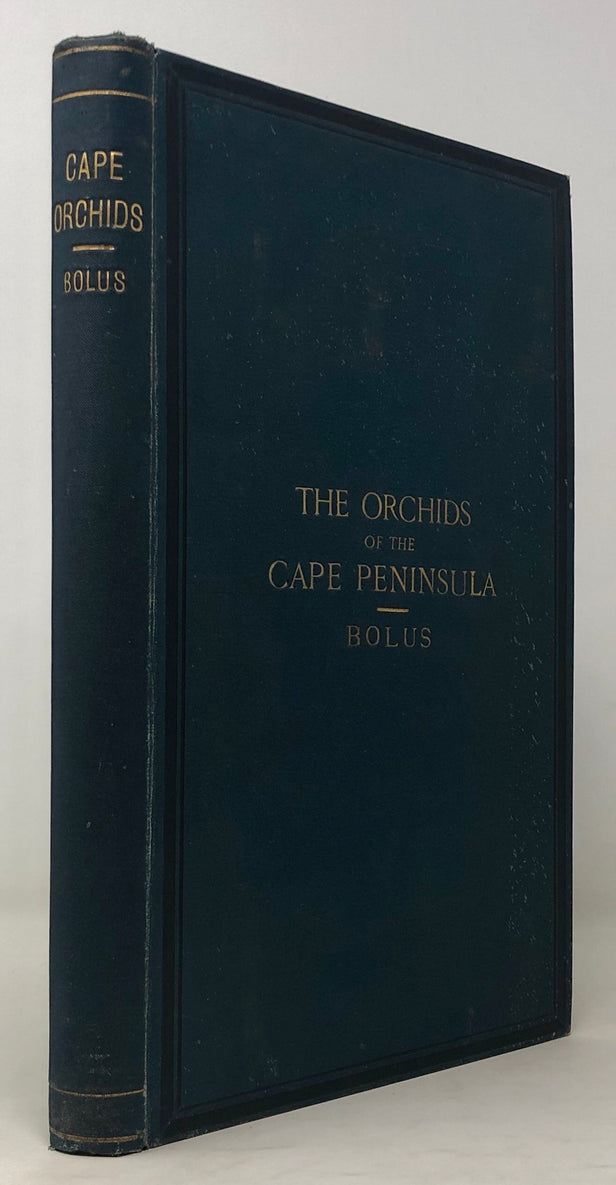 CAPE
ORCHIDS
BOLUS
THE ORCHIDS
OF THE
CAPE PENINSULA
BOLUS